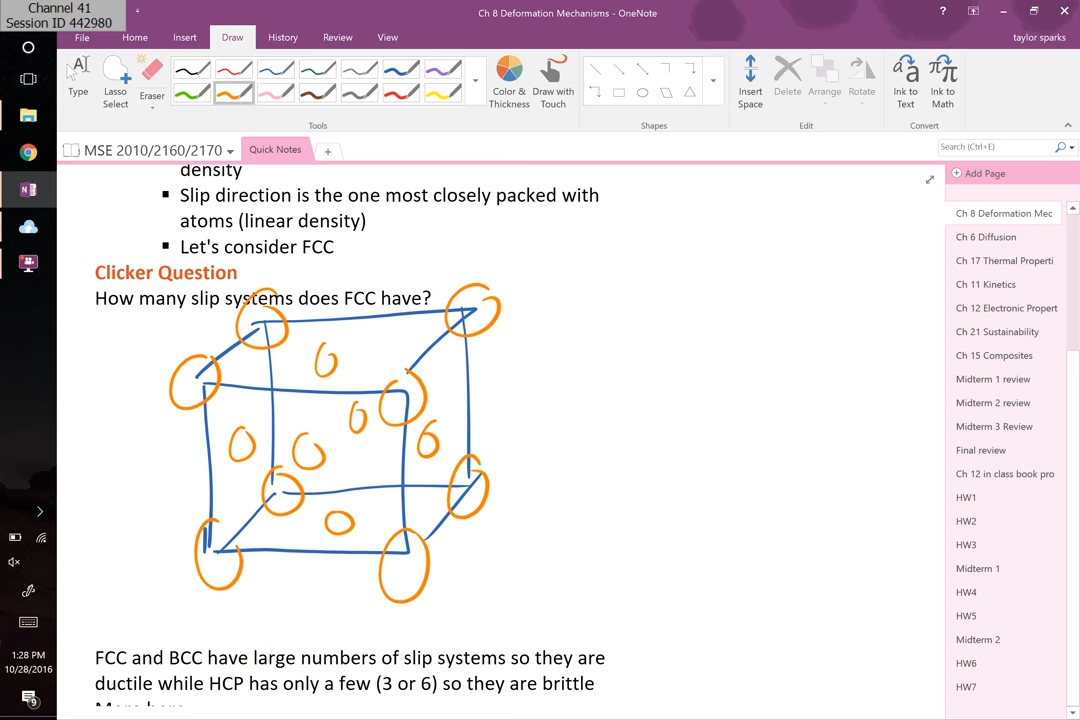 Channel 41
Session ID 442980
Ch 8 Deformation Mechanisms - OneNote
File Home Insert Draw History Review View
taylor sparks
Type
Lasso Select
Eraser
Color & Thickness
Draw with Touch
Insert Space
Delete
Arrange
Rotate
Ink to Text
Ink to Math
Tools
Shapes
Edit
Convert
MSE 2010/2160/2170
Quick Notes
Search (Ctrl+E)
density
Slip direction is the one most closely packed with
atoms (linear density)
Let's consider FCC
Clicker Question
How many slip systems does FCC have?
FCC and BCC have large numbers of slip systems so they are
ductile while HCP has only a few (3 or 6) so they are brittle
Add Page
Ch 8 Deformation Mec
Ch 6 Diffusion
Ch 17 Thermal Properti
Ch 11 Kinetics
Ch 12 Electronic Propert
Ch 21 Sustainability
Ch 15 Composites
Midterm 1 review
Midterm 2 review
Midterm 3 Review
Final review
Ch 12 in class book pro
HW1
HW2
HW3
Midterm 1
HW4
HW5
Midterm 2
HW6
HW7
1:28 PM
10/28/2016
9